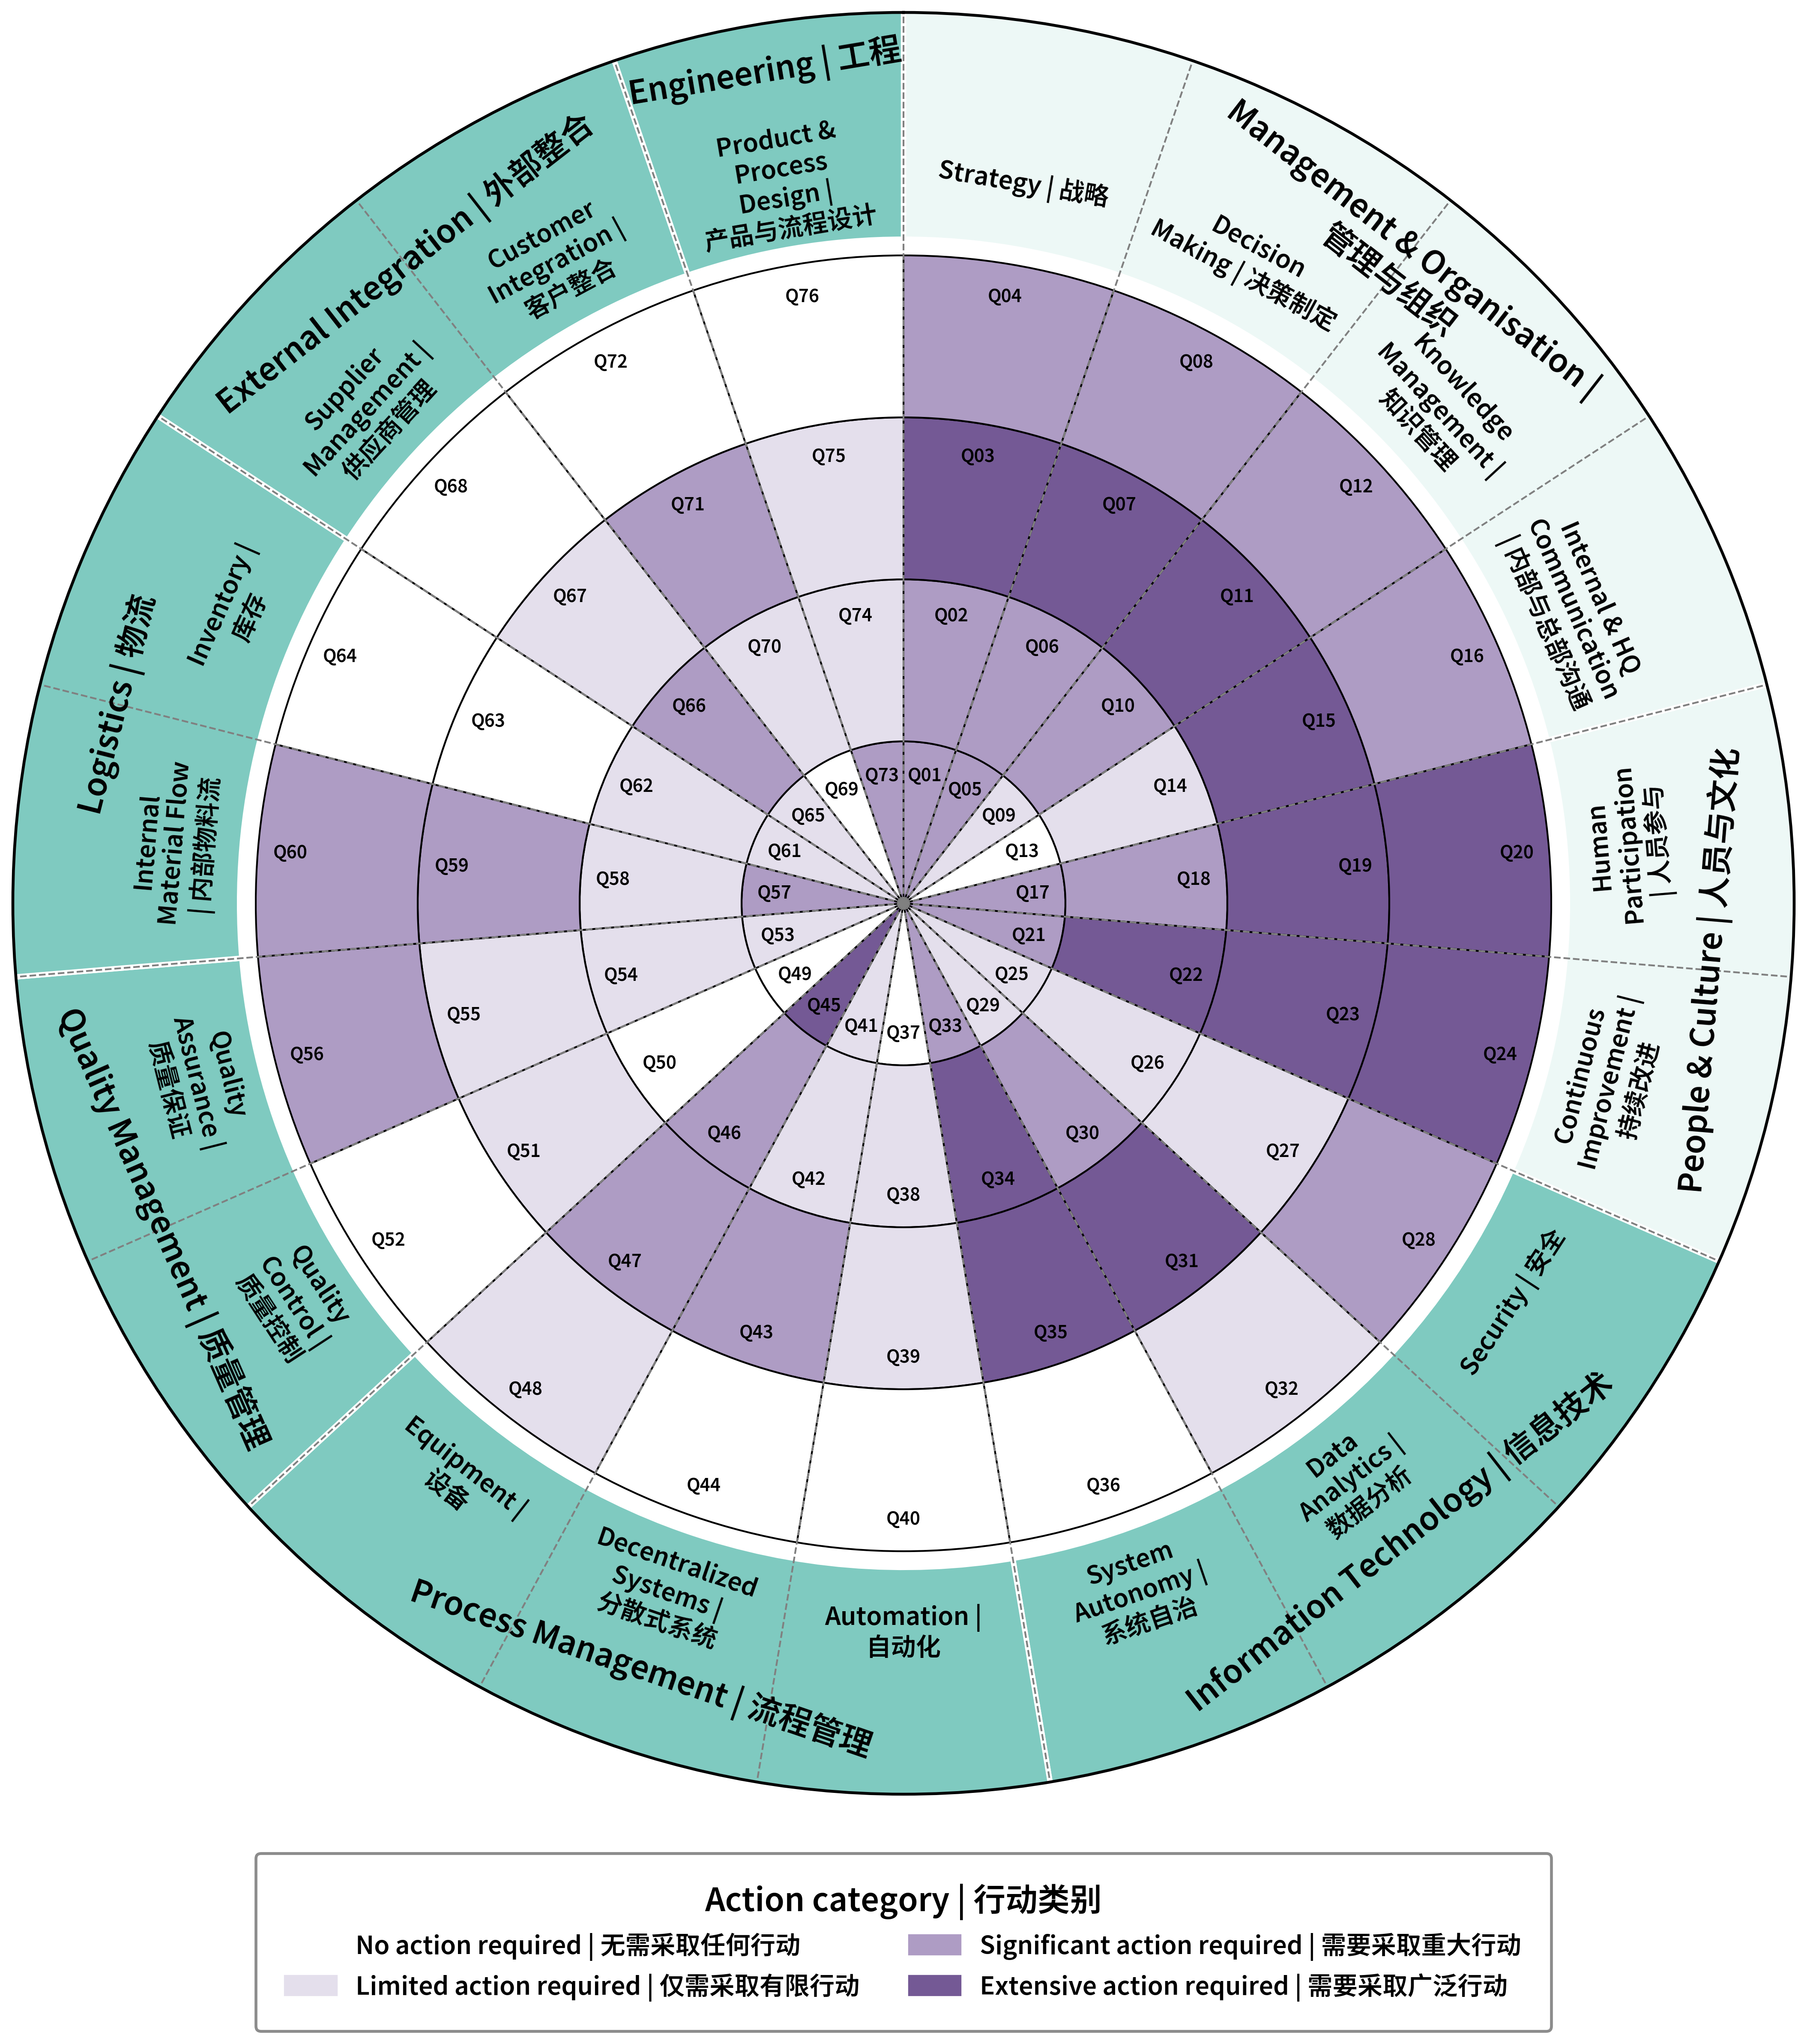 Engineering | 工程
Product &
Process
Design |
产品与流程设计
Strategy | 战略
Management & Organisation |
管理与组织
Decision
Making | 决策制定
Knowledge
Management |
知识管理
Internal & HQ
Communication
| 内部与总部沟通
People & Culture | 人员与文化
Human
Participation
| 人员参与
Continuous
Improvement |
持续改进
Information Technology | 信息技术
Security | 安全
Data
Analytics |
数据分析
System
Autonomy |
系统自治
Process Management | 流程管理
Automation |
自动化
Decentralized
Systems |
分散式系统
Equipment |
设备
Quality Management | 质量管理
Quality
Control |
质量控制
Quality
Assurance |
质量保证
Logistics | 物流
Internal
Material Flow
| 内部物料流
Inventory |
库存
External Integration | 外部整合
Supplier
Management |
供应商管理
Customer
Integration |
客户整合
Q01
Q02
Q03
Q04
Q05
Q06
Q07
Q08
Q09
Q10
Q11
Q12
Q13
Q14
Q15
Q16
Q17
Q18
Q19
Q20
Q21
Q22
Q23
Q24
Q25
Q26
Q27
Q28
Q29
Q30
Q31
Q32
Q33
Q34
Q35
Q36
Q37
Q38
Q39
Q40
Q41
Q42
Q43
Q44
Q45
Q46
Q47
Q48
Q49
Q50
Q51
Q52
Q53
Q54
Q55
Q56
Q57
Q58
Q59
Q60
Q61
Q62
Q63
Q64
Q65
Q66
Q67
Q68
Q69
Q70
Q71
Q72
Q73
Q74
Q75
Q76
Action category | 行动类别
No action required | 无需采取任何行动
Limited action required | 仅需采取有限行动
Significant action required | 需要采取重大行动
Extensive action required | 需要采取广泛行动